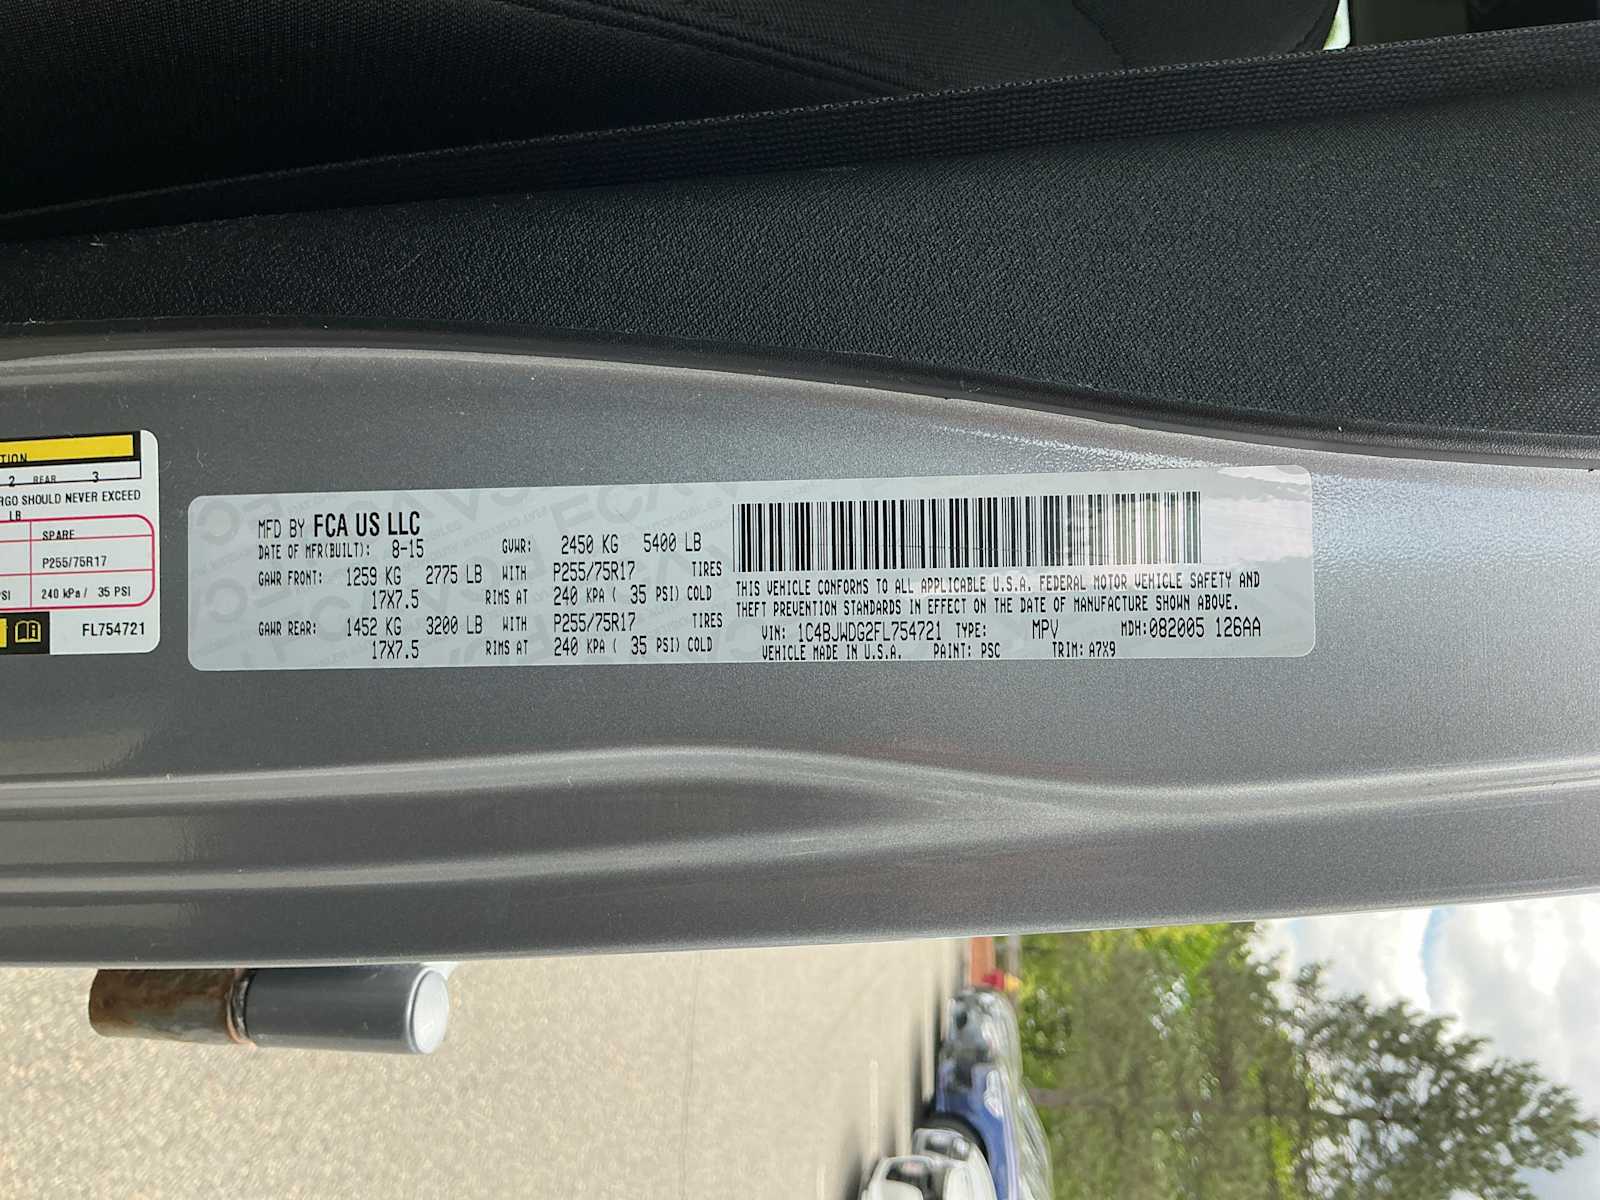 TION
2 REAR 3
RGO SHOULD NEVER EXCEED
LB
SPARE
P255/75R17
PSI 240 kPa / 35 PSI
FL754721
MFD BY FCA US LLC
DATE OF MFR(BUILT): 8-15 GVWR: 2450 KG 5400 LB
GAWR FRONT: 1259 KG 2775 LB WITH P255/75R17 TIRES
17X7.5 RIMS AT 240 KPA ( 35 PSI) COLD
GAWR REAR: 1452 KG 3200 LB WITH P255/75R17 TIRES
17X7.5 RIMS AT 240 KPA ( 35 PSI) COLD
THIS VEHICLE CONFORMS TO ALL APPLICABLE U.S.A. FEDERAL MOTOR VEHICLE SAFETY AND
THEFT PREVENTION STANDARDS IN EFFECT ON THE DATE OF MANUFACTURE SHOWN ABOVE.
VIN: 1C4BJWDG2FL754721 TYPE: MPV MDH:082005 126AA
VEHICLE MADE IN U.S.A. PAINT: PSC TRIM: A7X9